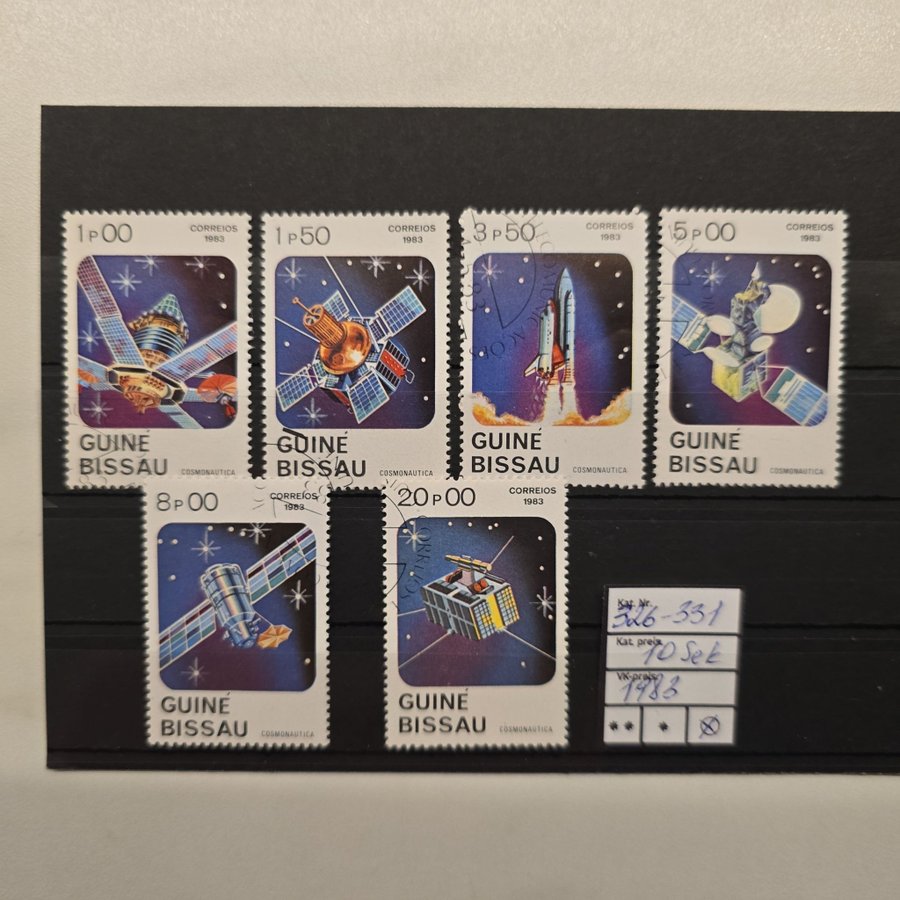 1P00 CORREIOS
1983
GUINÉ
BISSAU COSMONAUTICA
1P50 CORREIOS
1983
GUINÉ
BISSAU COSMONAUTICA
3P50 CORREIOS
1983
GUINÉ
BISSAU COSMONAUTICA
5P00 CORREIOS
1983
GUINÉ
BISSAU COSMONAUTICA
8P00 CORREIOS
1983
GUINÉ
BISSAU COSMONAUTICA
20P00 CORREIOS
1983
GUINÉ
BISSAU COSMONAUTICA
Kat. Nr.
326-331
Kat. preis
10 Sek
VK-preis
1983
** *